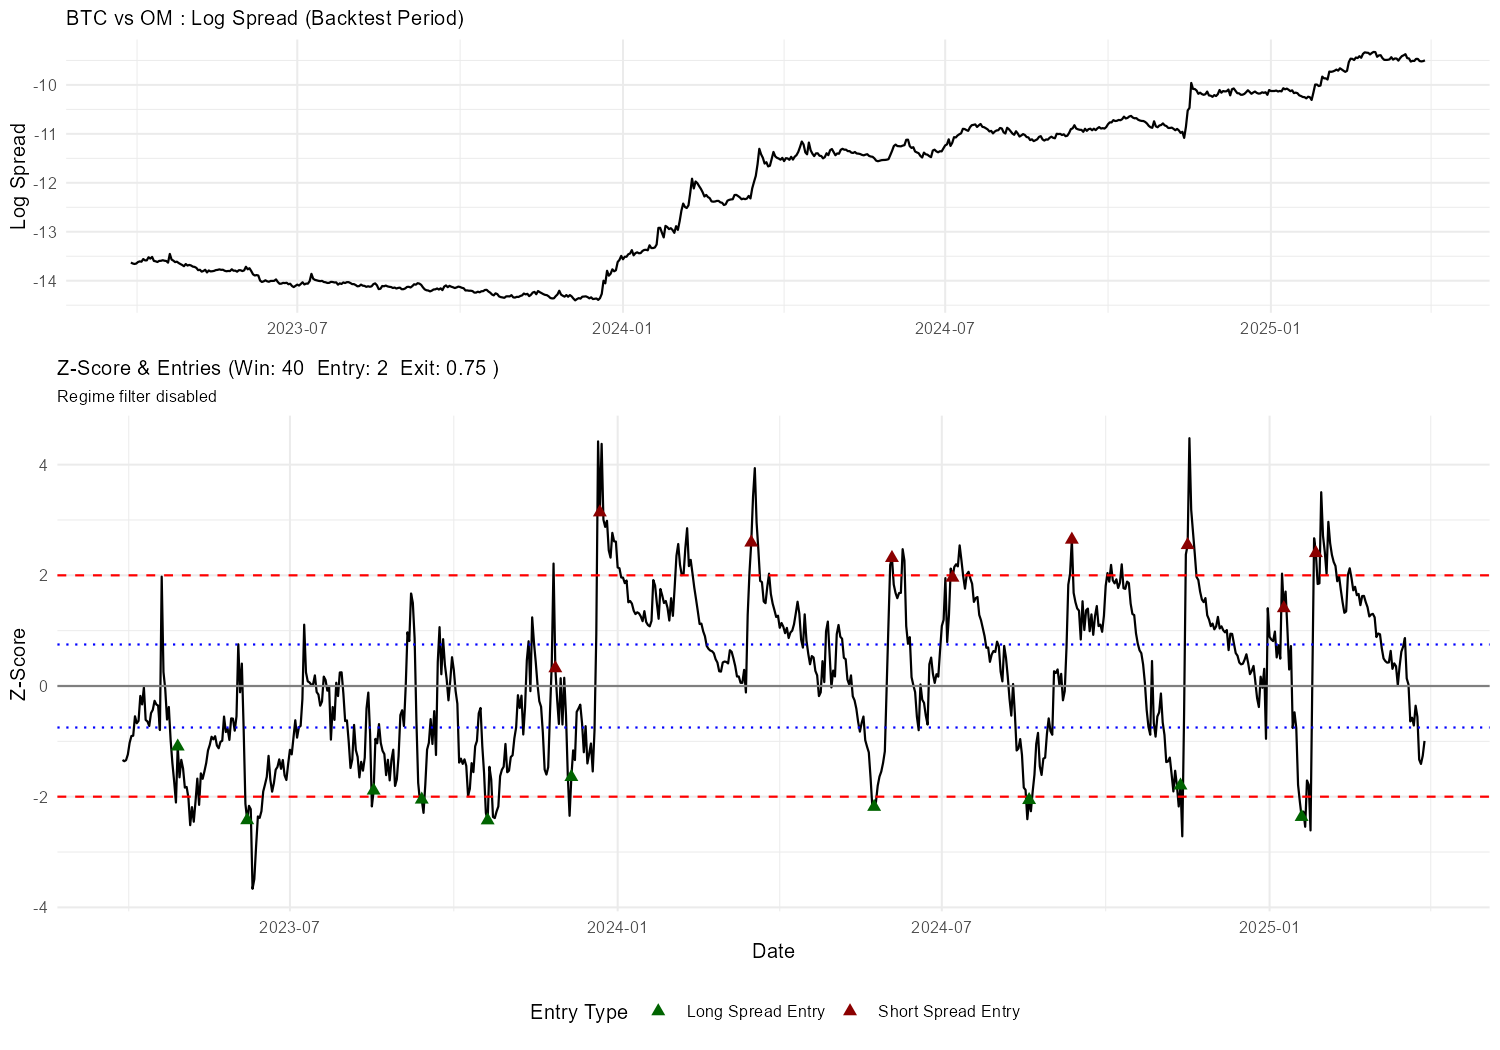 BTC vs OM : Log Spread (Backtest Period)
Log Spread
-10
-11
-12
-13
-14
2023-07
2024-01
2024-07
2025-01
Z-Score & Entries (Win: 40  Entry: 2  Exit: 0.75 )
Regime filter disabled
Z-Score
4
2
0
-2
-4
2023-07
2024-01
2024-07
2025-01
Date
Entry Type
Long Spread Entry
Short Spread Entry